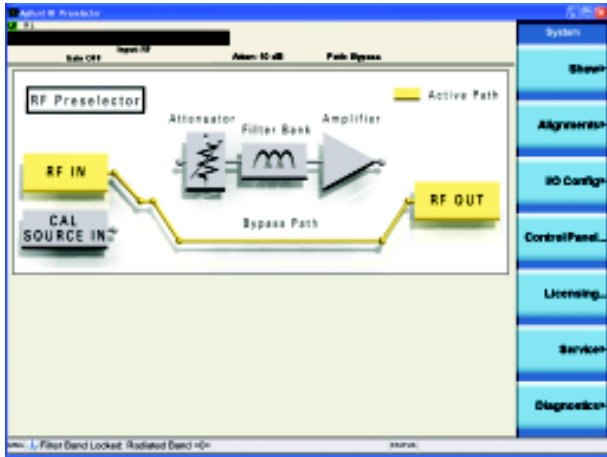 Agilent RF Preselector
System
Input: RF
Gate: Off
Atten: 10 dB
Path: Bypass
Show
Alignments
I/O Config
Control Panel...
Licensing...
Service
Diagnostics
RF Preselector
Active Path
Attenuator
Filter Bank
Amplifier
RF IN
RF OUT
CAL
SOURCE IN
Bypass Path
Filter Band Locked: Radiated Band
STATUS